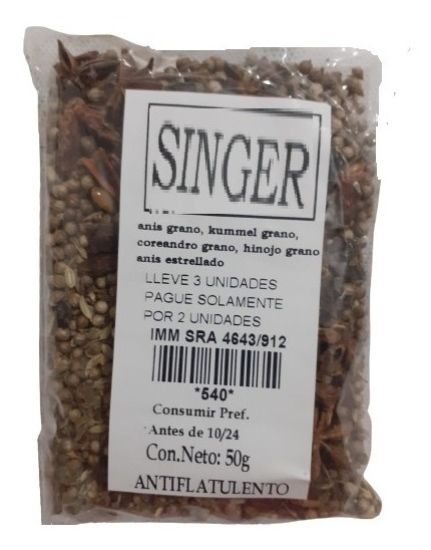 SINGER
anis grano, kummel grano,
coreandro grano, hinojo grano
anis estrellado
LLEVE 3 UNIDADES
PAGUE SOLAMENTE
POR 2 UNIDADES
IMM SRA 4643/912
*540*
Consumir Pref.
Antes de 10/24
Con.Neto: 50g
ANTIFLATULENTO